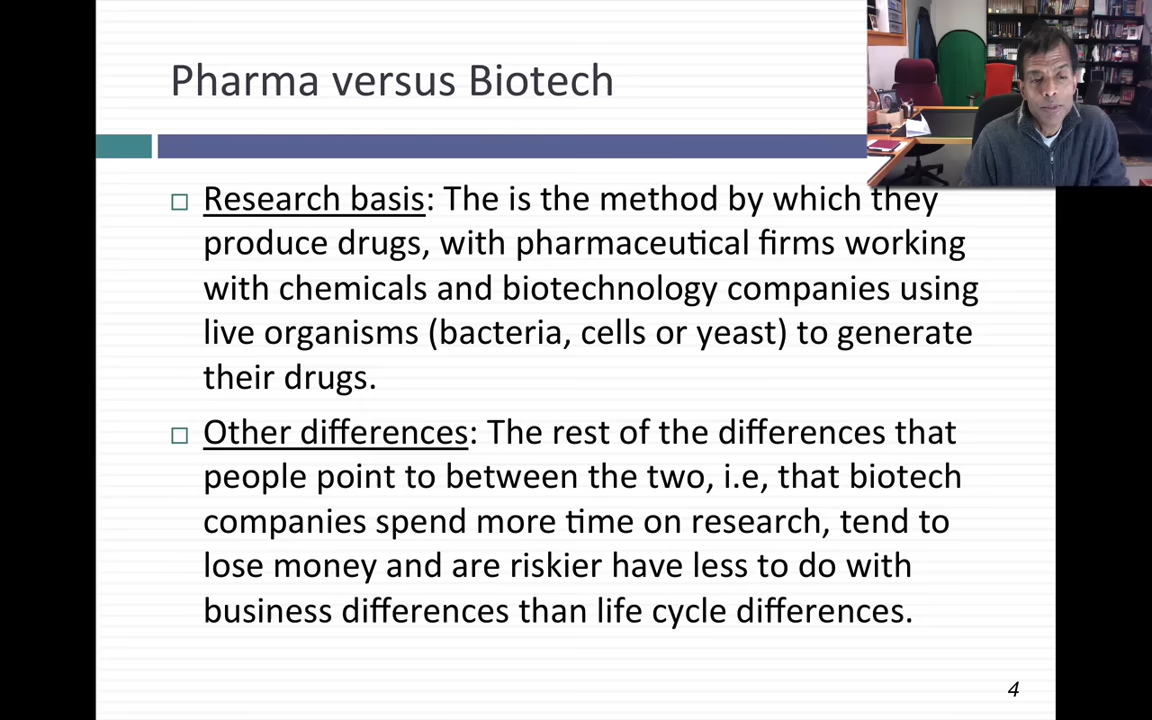 Pharma versus Biotech
Research basis: The is the method by which they
produce drugs, with pharmaceutical firms working
with chemicals and biotechnology companies using
live organisms (bacteria, cells or yeast) to generate
their drugs.
Other differences: The rest of the differences that
people point to between the two, i.e, that biotech
companies spend more time on research, tend to
lose money and are riskier have less to do with
business differences than life cycle differences.
4